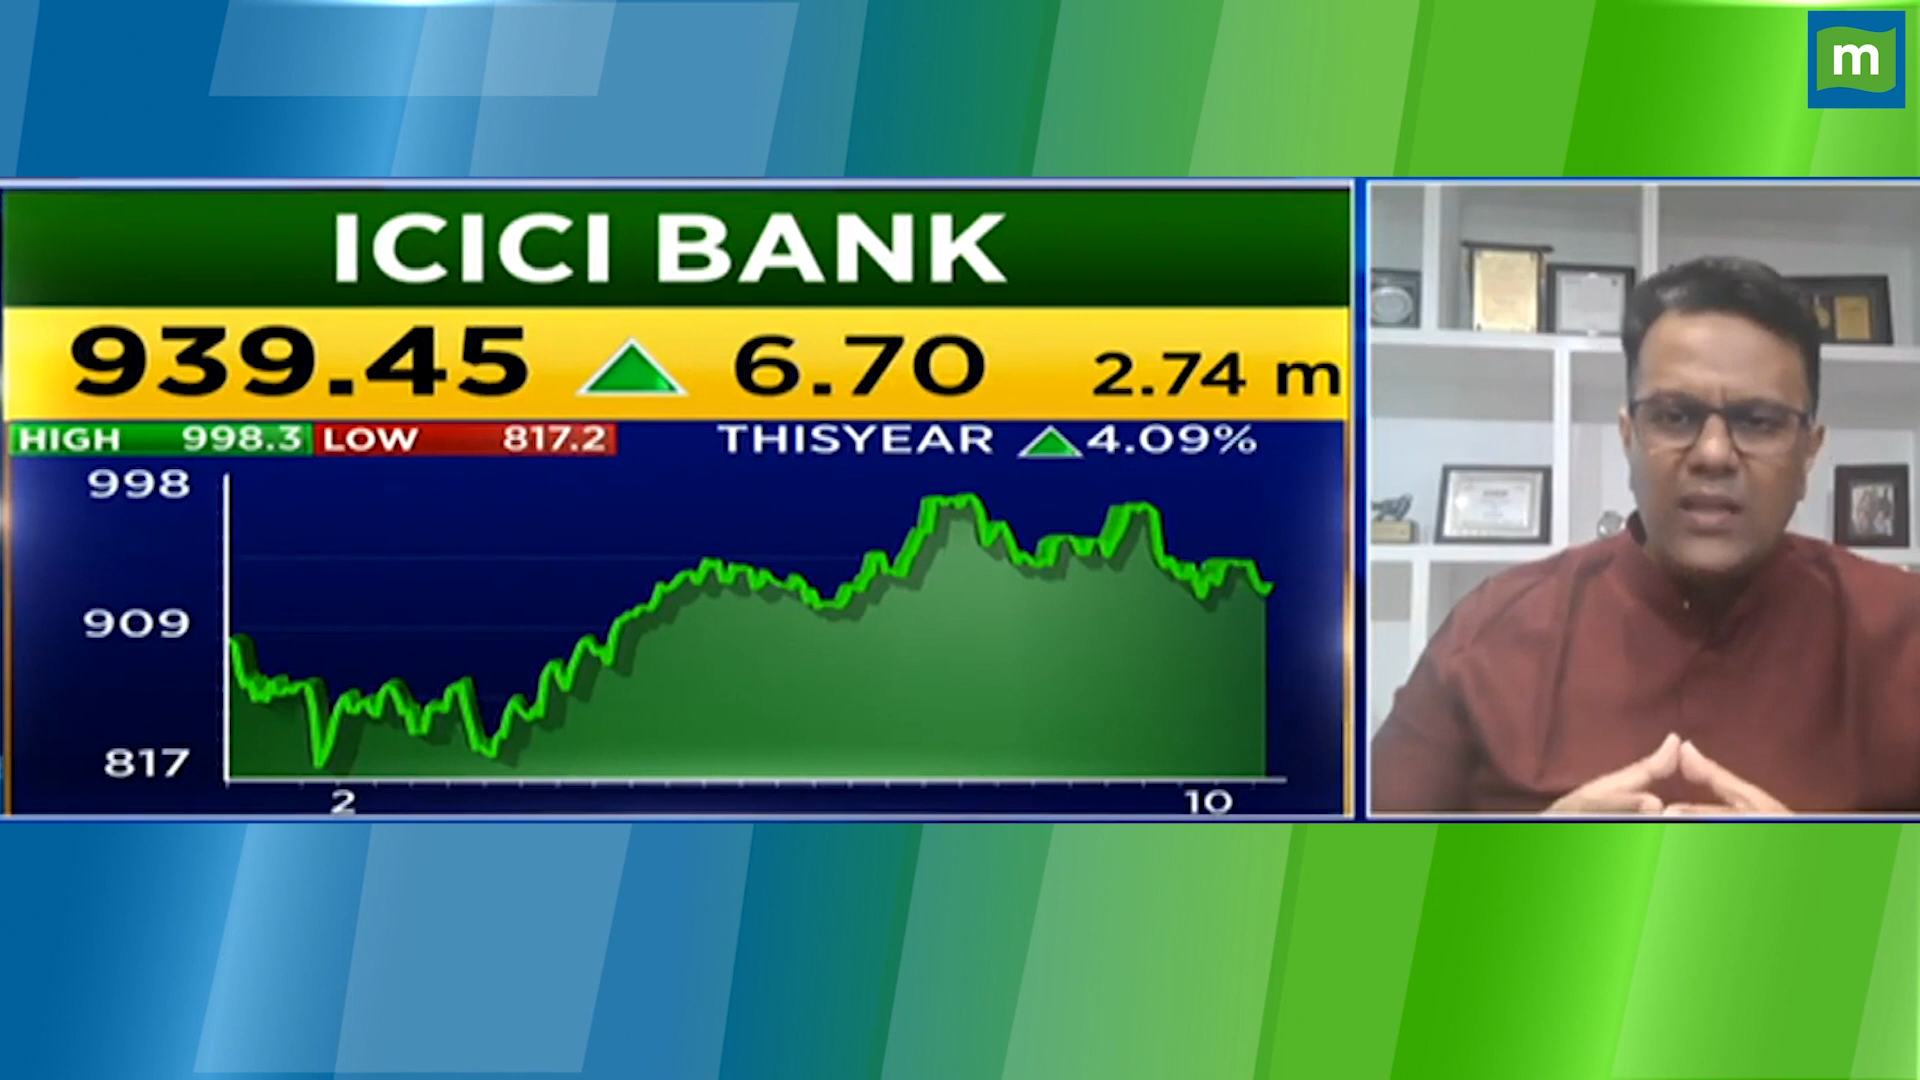 m
ICICI BANK
939.45 ▲ 6.70 2.74 m
HIGH 998.3 LOW 817.2 THISYEAR ▲4.09%
998
909
817
2 10